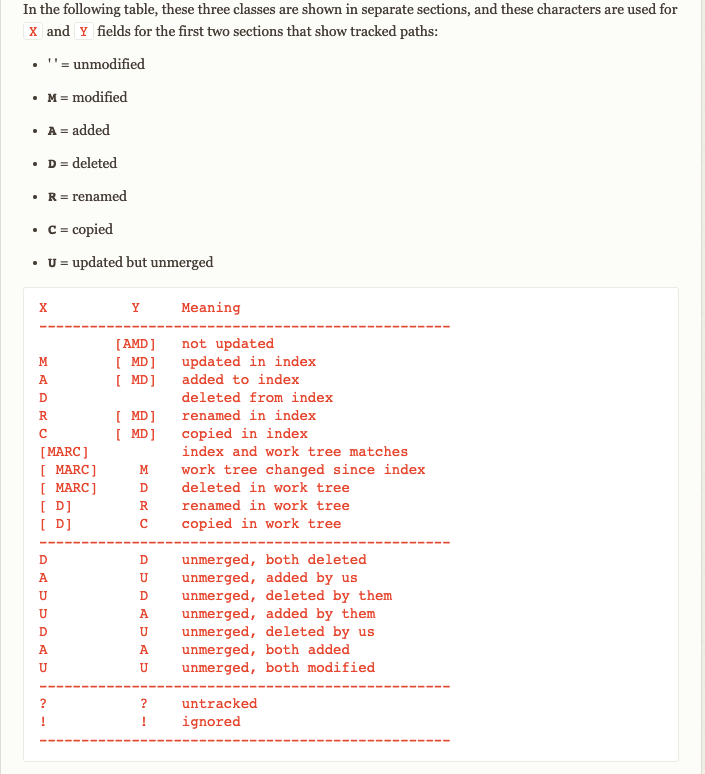 In the following table, these three classes are shown in separate sections, and these characters are used for
X and Y fields for the first two sections that show tracked paths:
• ' ' = unmodified
• M = modified
• A = added
• D = deleted
• R = renamed
• C = copied
• U = updated but unmerged
X          Y     Meaning
-------------------------------------------------
         [AMD]   not updated
M        [ MD]   updated in index
A        [ MD]   added to index
D                deleted from index
R        [ MD]   renamed in index
C        [ MD]   copied in index
[MARC]           index and work tree matches
[ MARC]     M    work tree changed since index
[ MARC]     D    deleted in work tree
[ D]        R    renamed in work tree
[ D]        C    copied in work tree
-------------------------------------------------
D           D    unmerged, both deleted
A           U    unmerged, added by us
U           D    unmerged, deleted by them
U           A    unmerged, added by them
D           U    unmerged, deleted by us
A           A    unmerged, both added
U           U    unmerged, both modified
-------------------------------------------------
?           ?    untracked
!           !    ignored
-------------------------------------------------